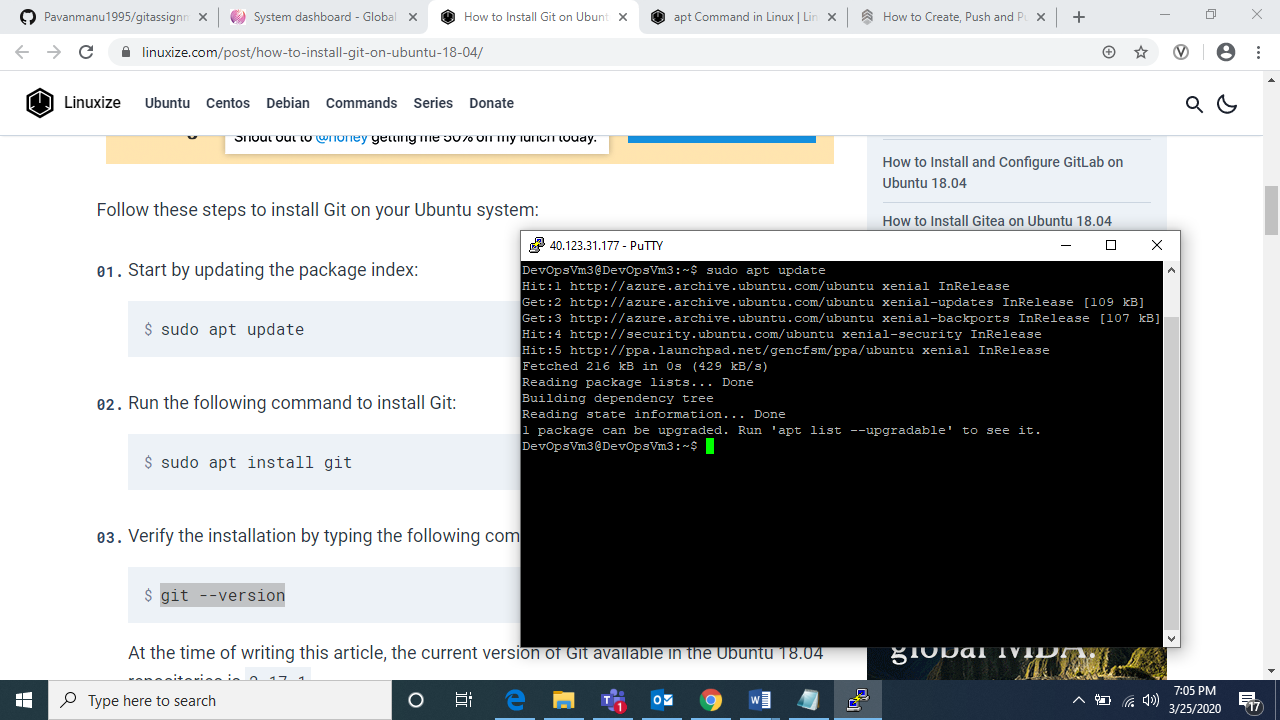 Pavanmanu1995/gitassignm
System dashboard - Global
How to Install Git on Ubunt
apt Command in Linux | Lin
How to Create, Push and P
linuxize.com/post/how-to-install-git-on-ubuntu-18-04/
Linuxize
Ubuntu
Centos
Debian
Commands
Series
Donate
Shout out to @honey getting me 50% off my lunch today.
How to Install and Configure GitLab on
Ubuntu 18.04
How to Install Gitea on Ubuntu 18.04
Follow these steps to install Git on your Ubuntu system:
01. Start by updating the package index:
$ sudo apt update
02. Run the following command to install Git:
$ sudo apt install git
03. Verify the installation by typing the following com
$ git --version
At the time of writing this article, the current version of Git available in the Ubuntu 18.04
repositories is 2.17.1
40.123.31.177 - PuTTY
DevOpsVm3@DevOpsVm3:~$ sudo apt update
Hit:1 http://azure.archive.ubuntu.com/ubuntu xenial InRelease
Get:2 http://azure.archive.ubuntu.com/ubuntu xenial-updates InRelease [109 kB]
Get:3 http://azure.archive.ubuntu.com/ubuntu xenial-backports InRelease [107 kB]
Hit:4 http://security.ubuntu.com/ubuntu xenial-security InRelease
Hit:5 http://ppa.launchpad.net/gencfsm/ppa/ubuntu xenial InRelease
Fetched 216 kB in 0s (429 kB/s)
Reading package lists... Done
Building dependency tree
Reading state information... Done
1 package can be upgraded. Run 'apt list --upgradable' to see it.
DevOpsVm3@DevOpsVm3:~$
global MBA.
Type here to search
1
7:05 PM
3/25/2020
17